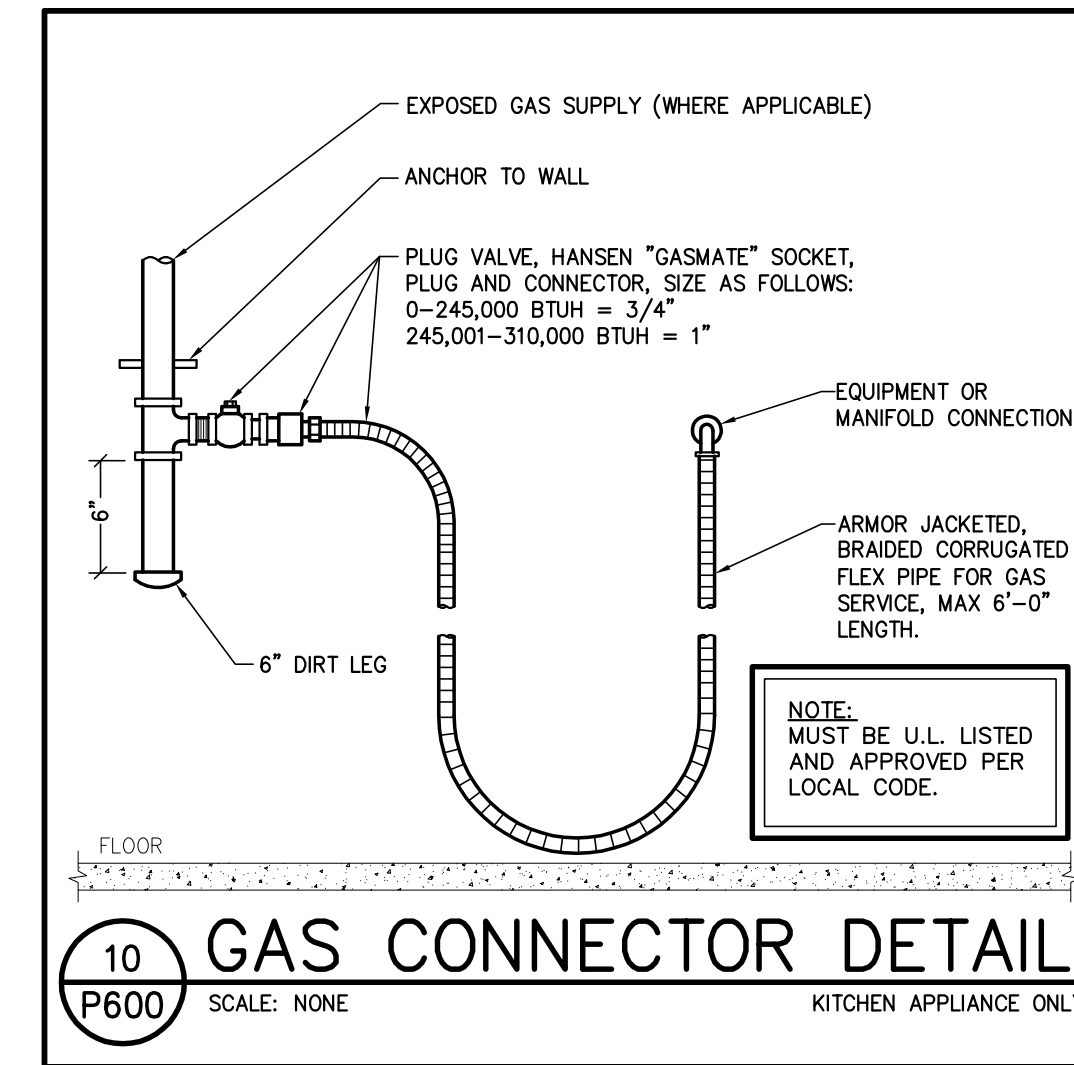 EXPOSED GAS SUPPLY (WHERE APPLICABLE)
ANCHOR TO WALL
PLUG VALVE, HANSEN "GASMATE" SOCKET,
PLUG AND CONNECTOR, SIZE AS FOLLOWS:
0-245,000 BTUH = 3/4"
245,001-310,000 BTUH = 1"
EQUIPMENT OR
MANIFOLD CONNECTION
6"
ARMOR JACKETED,
BRAIDED CORRUGATED
FLEX PIPE FOR GAS
SERVICE, MAX 6'-0"
LENGTH.
6" DIRT LEG
NOTE:
MUST BE U.L. LISTED
AND APPROVED PER
LOCAL CODE.
FLOOR
10
P600
GAS CONNECTOR DETAIL
SCALE: NONE
KITCHEN APPLIANCE ONLY